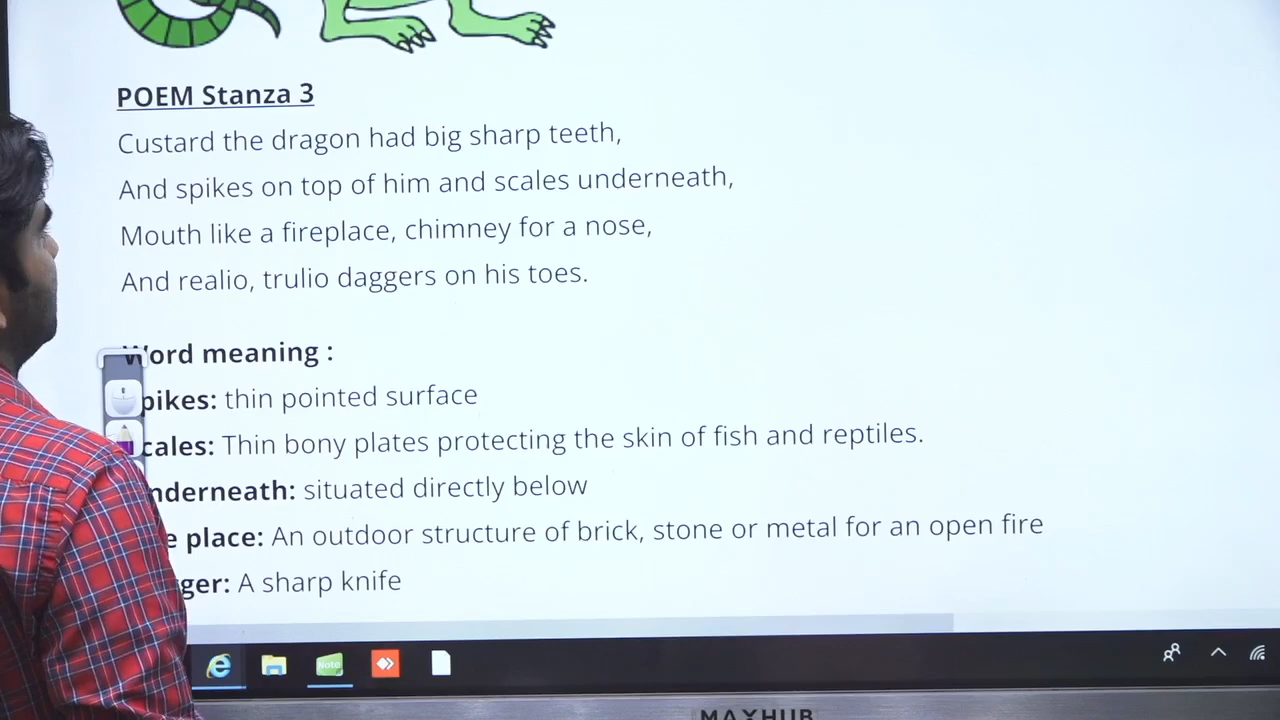 POEM Stanza 3
Custard the dragon had big sharp teeth,
And spikes on top of him and scales underneath,
Mouth like a fireplace, chimney for a nose,
And realio, trulio daggers on his toes.
Word meaning :
pikes: thin pointed surface
cales: Thin bony plates protecting the skin of fish and reptiles.
nderneath: situated directly below
e place: An outdoor structure of brick, stone or metal for an open fire
ger: A sharp knife
Note
MAXHUB